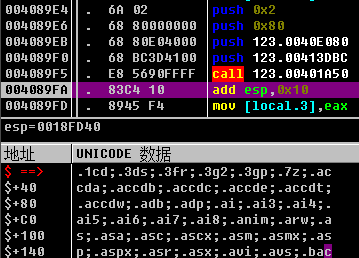 004089E4 . 6A 02 push 0x2
004089E6 . 68 80000000 push 0x80
004089EB . 68 80E04000 push 123.0040E080
004089F0 . 68 BC3D4100 push 123.00413DBC
004089F5 . E8 5690FFFF call 123.00401A50
004089FA . 83C4 10 add esp,0x10
004089FD . 8945 F4 mov [local.3],eax
esp=0018FD40
地址 UNICODE 数据
$ ==> .1cd;.3ds;.3fr;.3g2;.3gp;.7z;.ac
$+40 cda;.accdb;.accdc;.accde;.accdt;
$+80 .accdw;.adb;.adp;.ai;.ai3;.ai4;.
$+C0 ai5;.ai6;.ai7;.ai8;.anim;.arw;.a
$+100 s;.asa;.asc;.ascx;.asm;.asmx;.as
$+140 p;.aspx;.asr;.asx;.avi;.avs;.bac